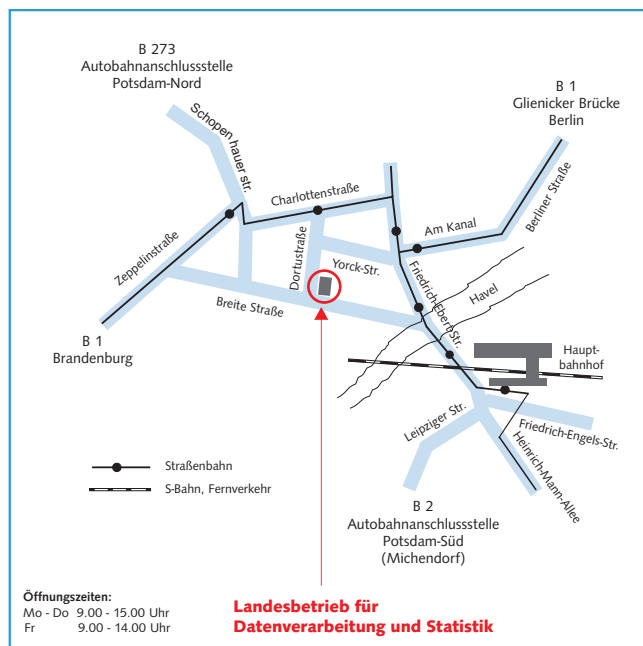 B 273
Autobahnanschlussstelle
Potsdam-Nord
B 1
Glienicker Brücke
Berlin
Schopen
hauer str.
Charlottenstraße
Am Kanal
Berliner Straße
Zeppelinstraße
Dortustraße
Yorck-Str.
Friedrich-Ebert-Str.
Havel
Breite Straße
B 1
Brandenburg
Haupt-
bahnhof
Leipziger Str.
Friedrich-Engels-Str.
Heinrich-Mann-Allee
Straßenbahn
S-Bahn, Fernverkehr
B 2
Autobahnanschlussstelle
Potsdam-Süd
(Michendorf)
Öffnungszeiten:
Mo - Do 9.00 - 15.00 Uhr
Fr 9.00 - 14.00 Uhr
Landesbetrieb für
Datenverarbeitung und Statistik